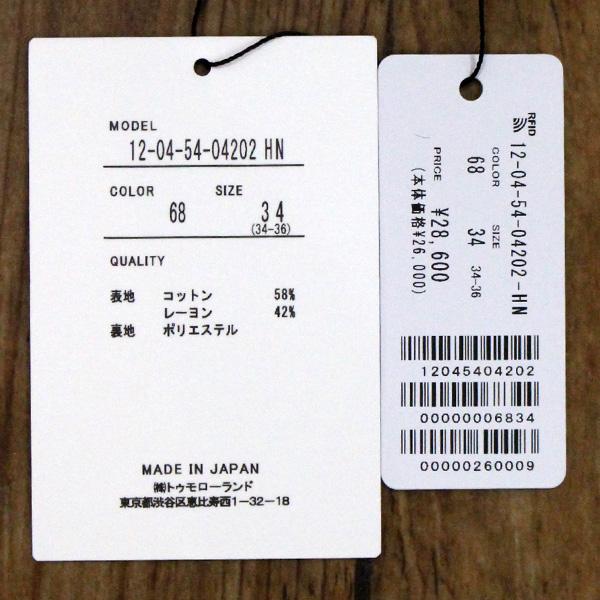 MODEL
12-04-54-04202 HN
COLOR SIZE
68 34
(34-36)
QUALITY
表地 コットン 58%
レーヨン 42%
裏地 ポリエステル
MADE IN JAPAN
㈱トゥモローランド
東京都渋谷区恵比寿西1-32-18
RFID
12-04-54-04202-HN
COLOR SIZE
68 34 34-36
PRICE ¥28,600
(本体価格¥26,000)
12045404202
00000006834
00000260009